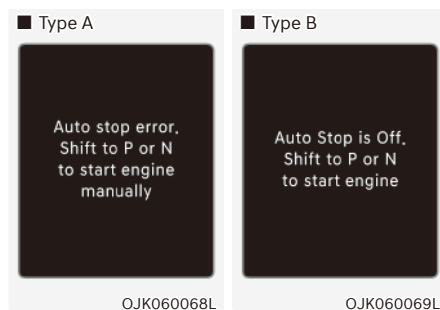 ■ Type A
Auto stop error.
Shift to P or N
to start engine
manually
OJK060068L
■ Type B
Auto Stop is Off.
Shift to P or N
to start engine
OJK060069L